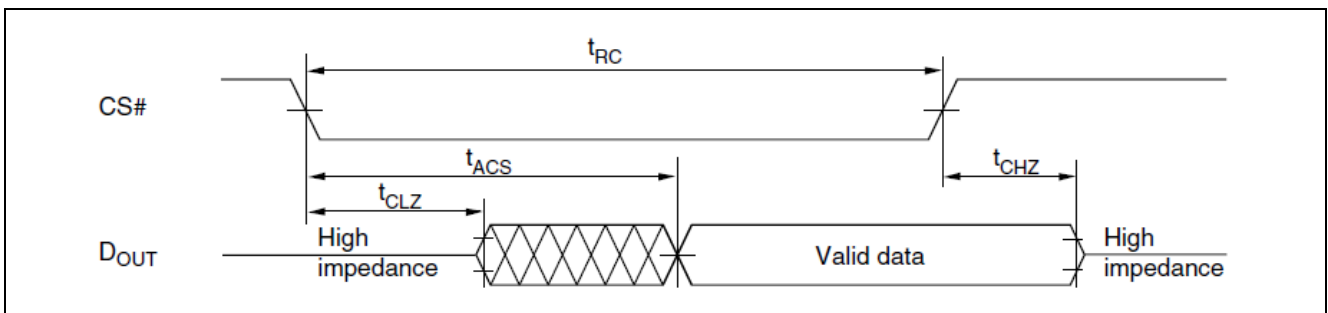 tRC
CS#
tACS
tCHZ
tCLZ
DOUT
High
impedance
Valid data
High
impedance